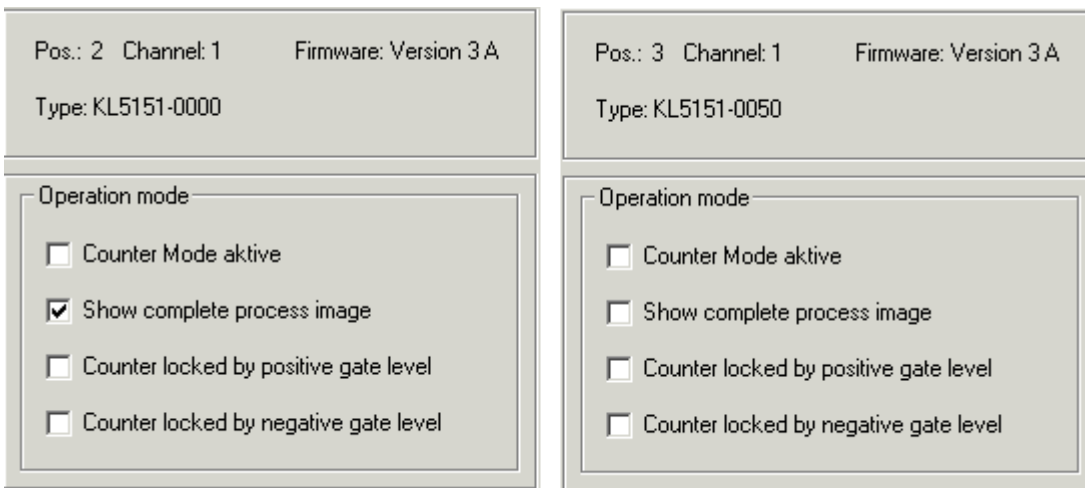 Pos.: 2 Channel: 1 Firmware: Version 3 A
Type: KL5151-0000
Operation mode
Counter Mode aktive
Show complete process image
Counter locked by positive gate level
Counter locked by negative gate level
Pos.: 3 Channel: 1 Firmware: Version 3 A
Type: KL5151-0050
Operation mode
Counter Mode aktive
Show complete process image
Counter locked by positive gate level
Counter locked by negative gate level